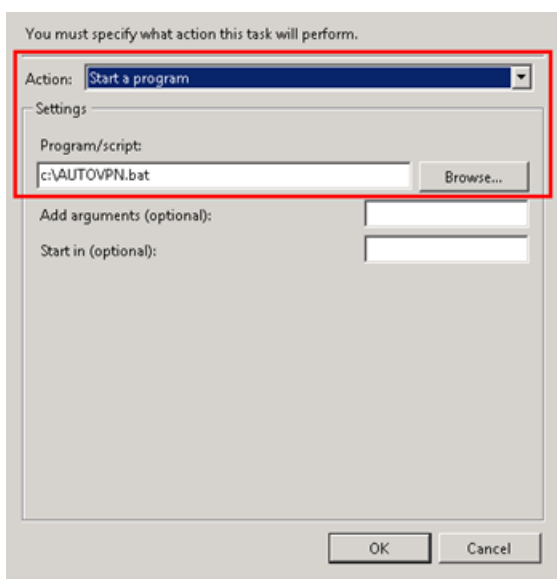 You must specify what action this task will perform.
Action: Start a program
Settings
Program/script:
c:\AUTOVPN.bat Browse...
Add arguments (optional):
Start in (optional):
OK Cancel